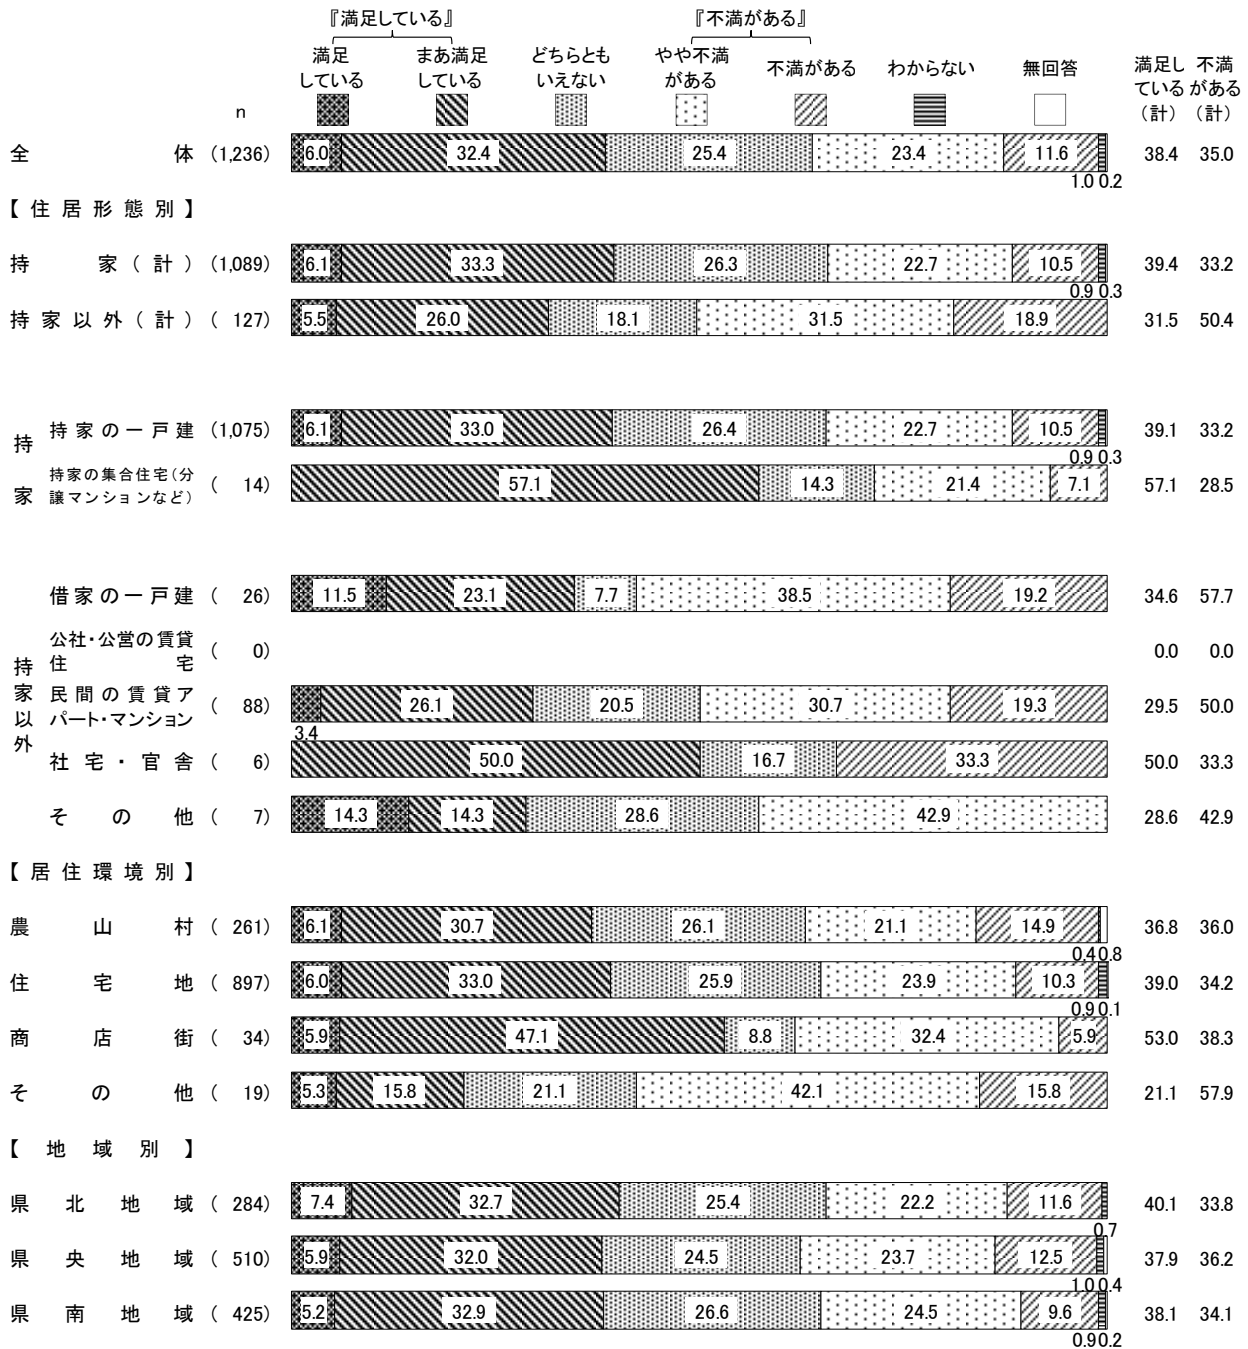 『満足している』 『不満がある』
満足 まあ満足 どちらとも やや不満 満足し 不満
している している いえない がある 不満がある わからない 無回答 ている がある
n （計） （計）
全体 (1,236) 6.0 32.4 25.4 23.4 11.6 38.4 35.0
1.0 0.2
【住居形態別】
持家（計） (1,089) 6.1 33.3 26.3 22.7 10.5 39.4 33.2
0.9 0.3
持家以外（計） ( 127) 5.5 26.0 18.1 31.5 18.9 31.5 50.4
持家
持家の一戸建 (1,075) 6.1 33.0 26.4 22.7 10.5 39.1 33.2
0.9 0.3
持家の集合住宅(分
譲マンションなど) ( 14) 57.1 14.3 21.4 7.1 57.1 28.5
持家以外
借家の一戸建 ( 26) 11.5 23.1 7.7 38.5 19.2 34.6 57.7
公社・公営の賃貸
住宅 ( 0) 0.0 0.0
民間の賃貸ア
パート・マンション ( 88) 26.1 20.5 30.7 19.3 29.5 50.0
3.4
社宅・官舎 ( 6) 50.0 16.7 33.3 50.0 33.3
その他 ( 7) 14.3 14.3 28.6 42.9 28.6 42.9
【居住環境別】
農山村 ( 261) 6.1 30.7 26.1 21.1 14.9 36.8 36.0
0.4 0.8
住宅地 ( 897) 6.0 33.0 25.9 23.9 10.3 39.0 34.2
0.9 0.1
商店街 ( 34) 5.9 47.1 8.8 32.4 5.9 53.0 38.3
その他 ( 19) 5.3 15.8 21.1 42.1 15.8 21.1 57.9
【地域別】
県北地域 ( 284) 7.4 32.7 25.4 22.2 11.6 40.1 33.8
0.7
県央地域 ( 510) 5.9 32.0 24.5 23.7 12.5 37.9 36.2
1.0 0.4
県南地域 ( 425) 5.2 32.9 26.6 24.5 9.6 38.1 34.1
0.9 0.2